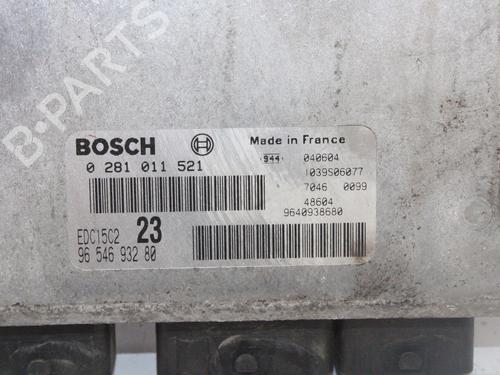 B-PARTS
BOSCH
Made in France
0 281 011 521
944 040604
1039S06077
7046 0099
48604
9640938680
EDC15C2 23
96 546 932 80